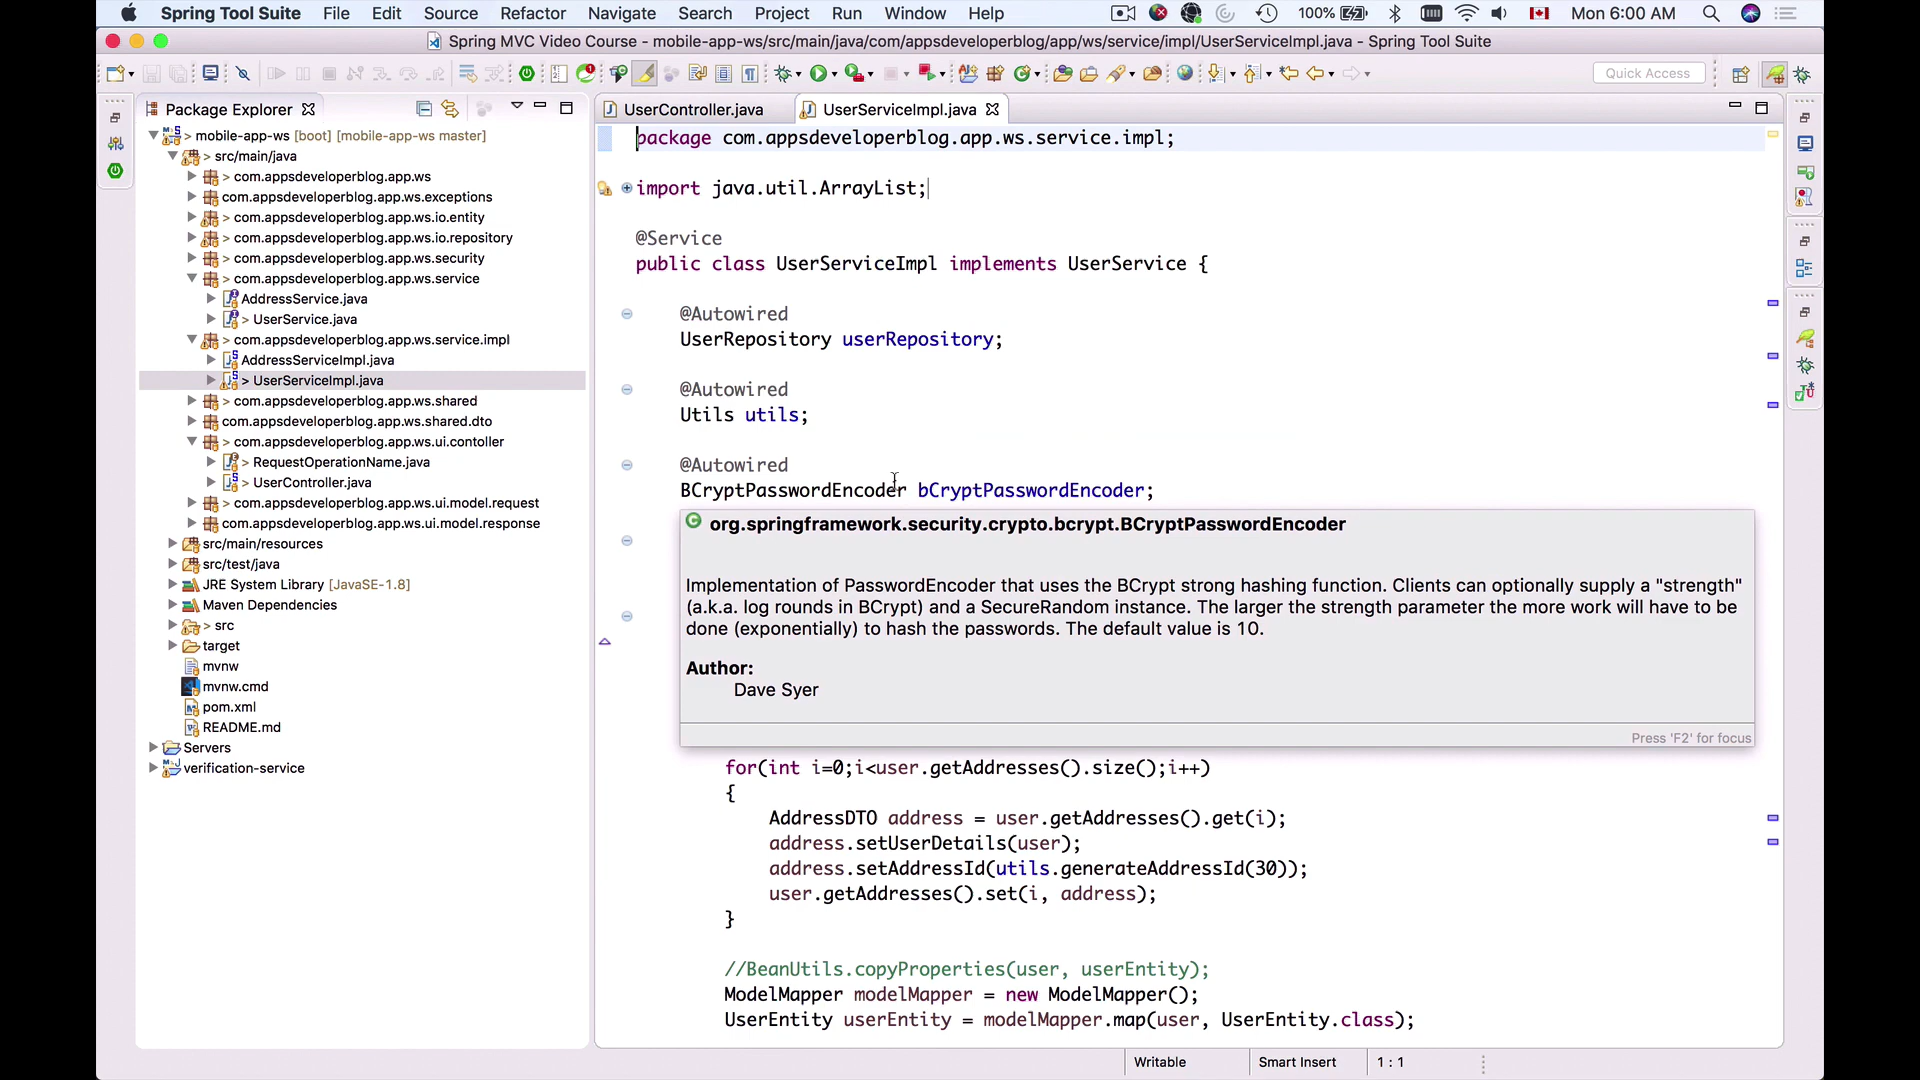 Spring Tool Suite File Edit Source Refactor Navigate Search Project Run Window Help 100% Mon 6:00 AM
Spring MVC Video Course - mobile-app-ws/src/main/java/com/appsdeveloperblog/app/ws/service/impl/UserServiceImpl.java - Spring Tool Suite
Quick Access
Package Explorer
mobile-app-ws [boot] [mobile-app-ws master]
> src/main/java
> com.appsdeveloperblog.app.ws
com.appsdeveloperblog.app.ws.exceptions
> com.appsdeveloperblog.app.ws.io.entity
> com.appsdeveloperblog.app.ws.io.repository
> com.appsdeveloperblog.app.ws.security
> com.appsdeveloperblog.app.ws.service
AddressService.java
> UserService.java
> com.appsdeveloperblog.app.ws.service.impl
AddressServiceImpl.java
> UserServiceImpl.java
> com.appsdeveloperblog.app.ws.shared
com.appsdeveloperblog.app.ws.shared.dto
> com.appsdeveloperblog.app.ws.ui.contoller
> RequestOperationName.java
> UserController.java
> com.appsdeveloperblog.app.ws.ui.model.request
com.appsdeveloperblog.app.ws.ui.model.response
src/main/resources
src/test/java
JRE System Library [JavaSE-1.8]
Maven Dependencies
> src
target
mvnw
mvnw.cmd
pom.xml
README.md
Servers
verification-service
UserController.java UserServiceImpl.java
package com.appsdeveloperblog.app.ws.service.impl;
import java.util.ArrayList;
@Service
public class UserServiceImpl implements UserService {
@Autowired
UserRepository userRepository;
@Autowired
Utils utils;
@Autowired
BCryptPasswordEncoder bCryptPasswordEncoder;
org.springframework.security.crypto.bcrypt.BCryptPasswordEncoder
Implementation of PasswordEncoder that uses the BCrypt strong hashing function. Clients can optionally supply a "strength"
(a.k.a. log rounds in BCrypt) and a SecureRandom instance. The larger the strength parameter the more work will have to be
done (exponentially) to hash the passwords. The default value is 10.
Author:
Dave Syer
Press 'F2' for focus
for(int i=0;i<user.getAddresses().size();i++)
{
AddressDTO address = user.getAddresses().get(i);
address.setUserDetails(user);
address.setAddressId(utils.generateAddressId(30));
user.getAddresses().set(i, address);
}
//BeanUtils.copyProperties(user, userEntity);
ModelMapper modelMapper = new ModelMapper();
UserEntity userEntity = modelMapper.map(user, UserEntity.class);
Writable Smart Insert 1 : 1